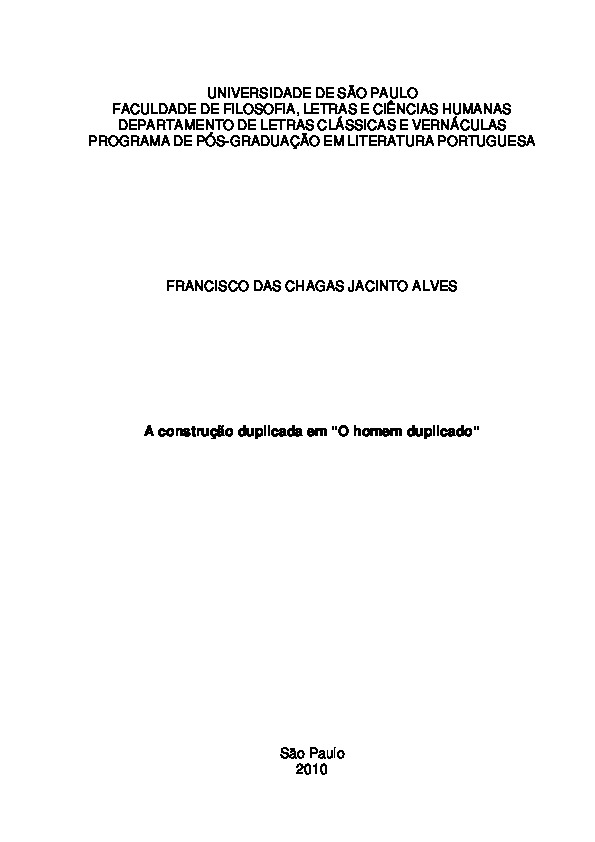 UNIVERSIDADE DE SÃO PAULO
FACULDADE DE FILOSOFIA, LETRAS E CIÊNCIAS HUMANAS
DEPARTAMENTO DE LETRAS CLÁSSICAS E VERNÁCULAS
PROGRAMA DE PÓS-GRADUAÇÃO EM LITERATURA PORTUGUESA
FRANCISCO DAS CHAGAS JACINTO ALVES
A construção duplicada em "O homem duplicado"
São Paulo
2010